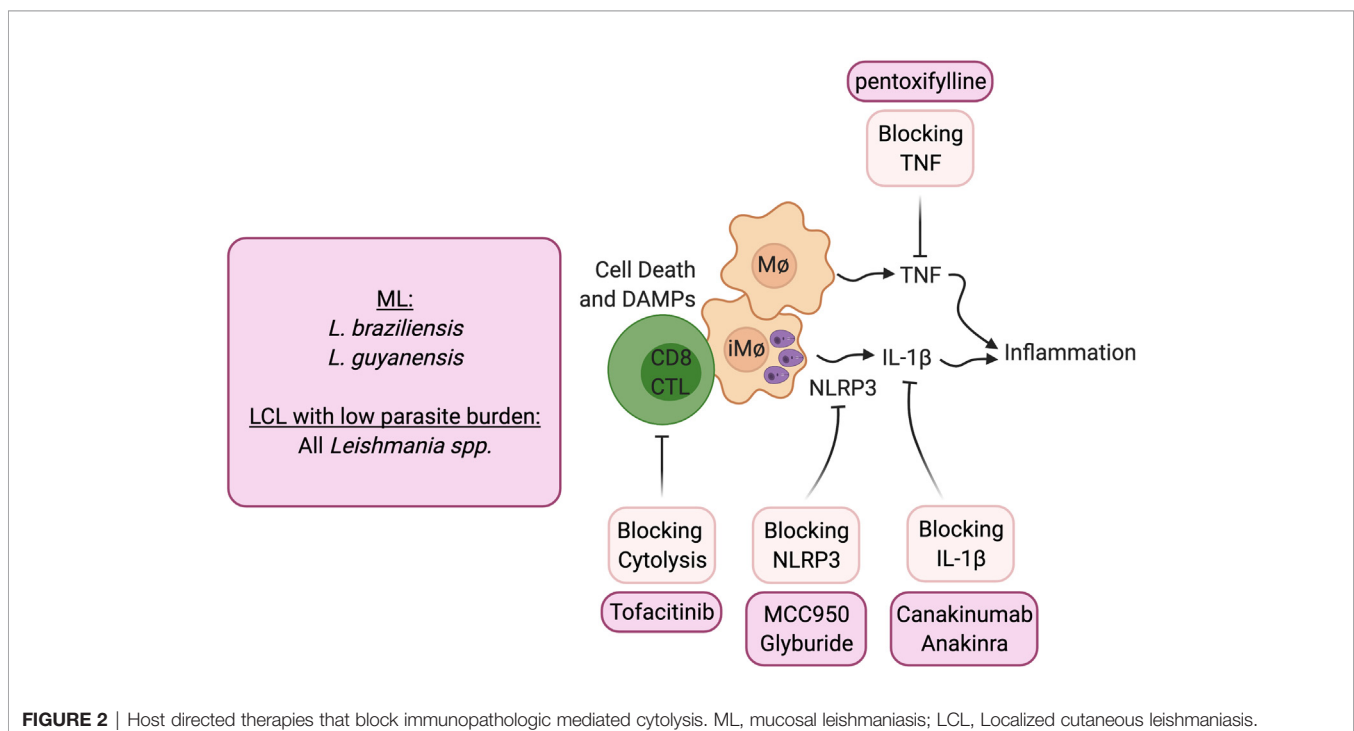 pentoxifylline
Blocking
TNF
Cell Death
and DAMPs
Mø
TNF
ML:
L. braziliensis
L. guyanensis
LCL with low parasite burden:
All Leishmania spp.
CD8
CTL
iMø
IL-1β
NLRP3
Inflammation
Blocking
Cytolysis
Tofacitinib
Blocking
NLRP3
MCC950
Glyburide
Blocking
IL-1β
Canakinumab
Anakinra
FIGURE 2 | Host directed therapies that block immunopathologic mediated cytolysis. ML, mucosal leishmaniasis; LCL, Localized cutaneous leishmaniasis.